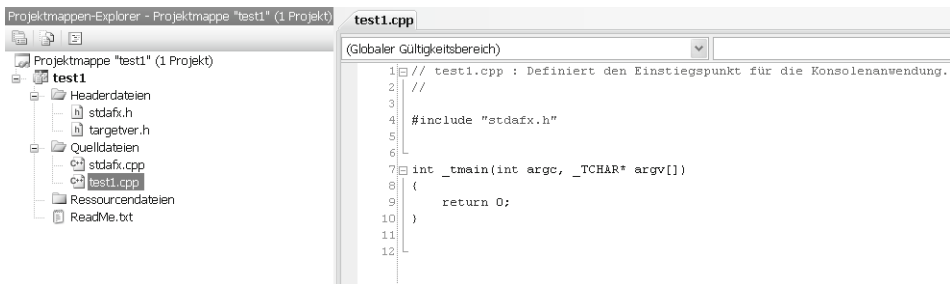 Projektmappen-Explorer - Projektmappe "test1" (1 Projekt)
Projektmappe "test1" (1 Projekt)
test1
Headerdateien
stdafx.h
targetver.h
Quelldateien
stdafx.cpp
test1.cpp
Ressourcendateien
ReadMe.txt
test1.cpp
(Globaler Gültigkeitsbereich)
1 // test1.cpp : Definiert den Einstiegspunkt für die Konsolenanwendung.
2 //
3
4 #include "stdafx.h"
5
6
7 int _tmain(int argc, _TCHAR* argv[])
8 {
9 return 0;
10 }
11
12